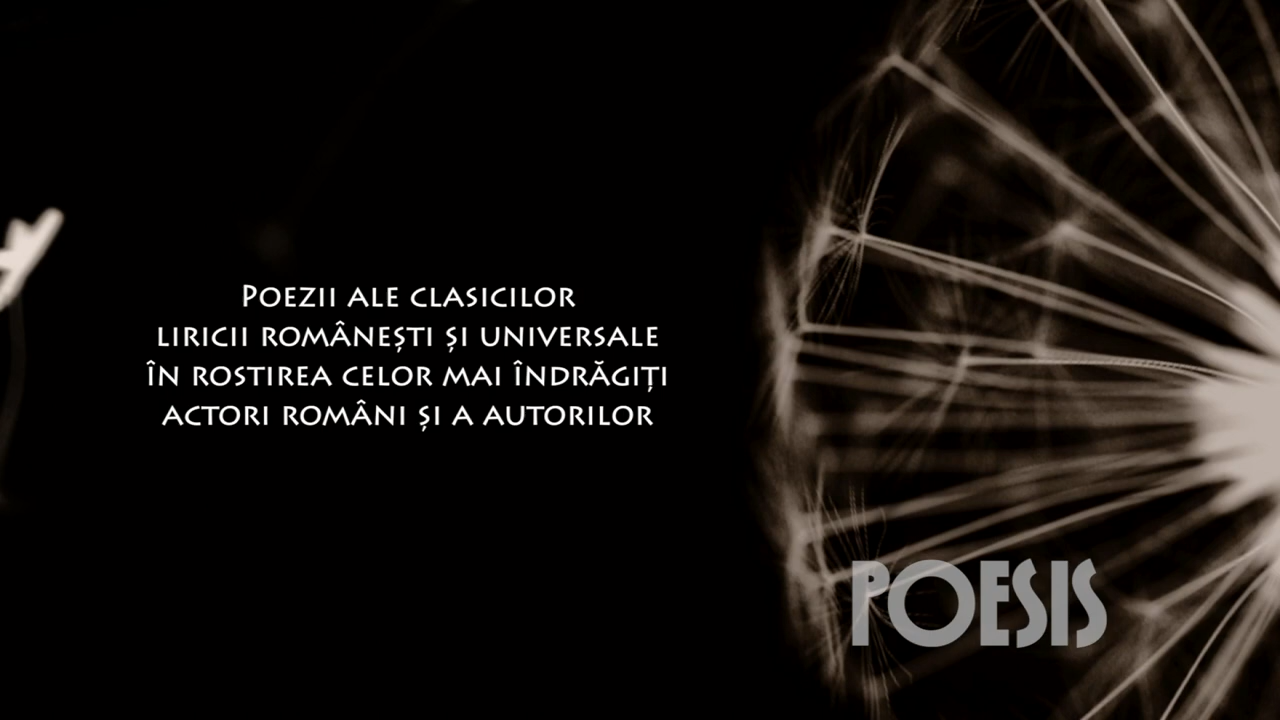 Poezii ale clasicilor
liricii românești și universale
în rostirea celor mai îndrăgiți
actori români și a autorilor
POESIS